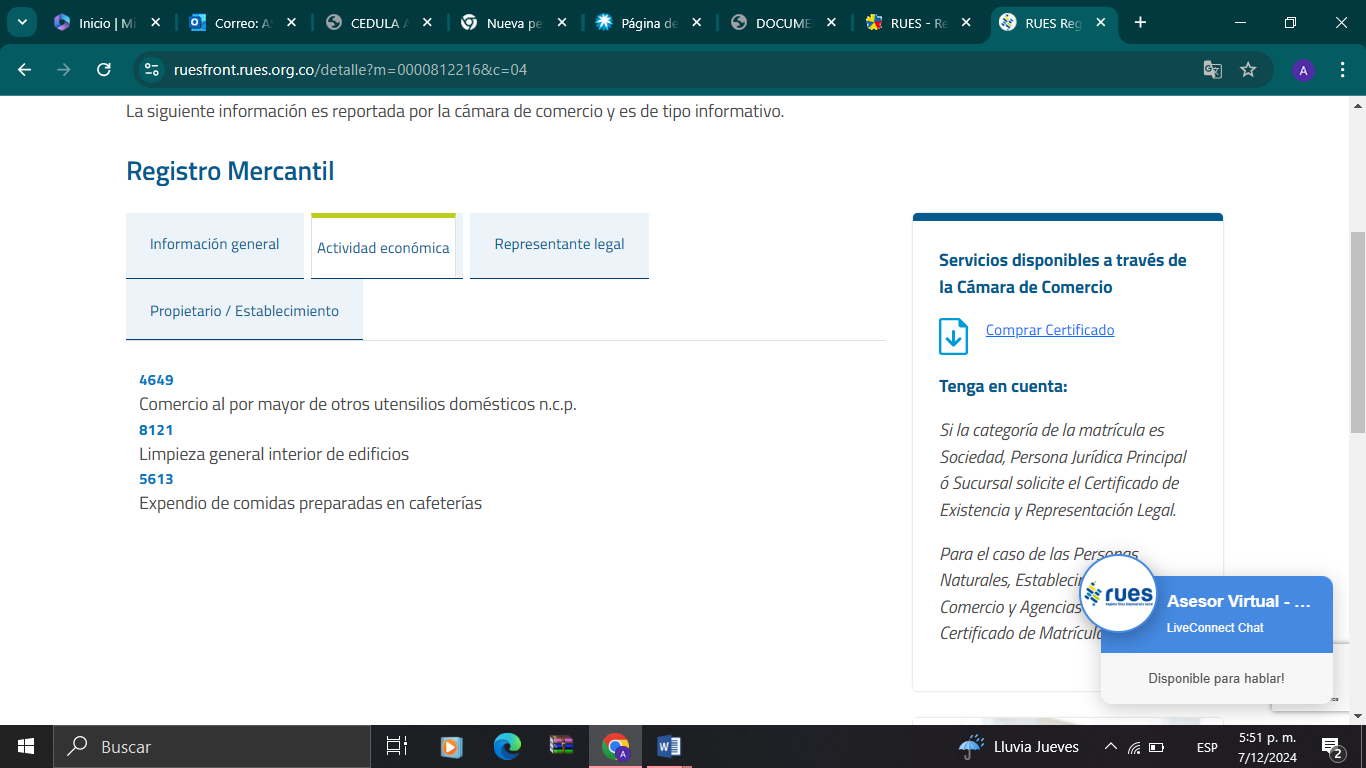 Inicio | Mi
Correo: A
CEDULA A
Nueva pe
Página de
DOCUME
RUES - Re
RUES Reg
ruesfront.rues.org.co/detalle?m=0000812216&c=04
A
La siguiente información es reportada por la cámara de comercio y es de tipo informativo.
Registro Mercantil
Información general
Actividad económica
Representante legal
Propietario / Establecimiento
4649
Comercio al por mayor de otros utensilios domésticos n.c.p.
8121
Limpieza general interior de edificios
5613
Expendio de comidas preparadas en cafeterías
Servicios disponibles a través de
la Cámara de Comercio
Comprar Certificado
Tenga en cuenta:
Si la categoría de la matrícula es
Sociedad, Persona Jurídica Principal
ó Sucursal solicite el Certificado de
Existencia y Representación Legal.
Para el caso de las Personas
Naturales, Estableci
Comercio y Agencias
Certificado de Matrícula
rues
Asesor Virtual - ...
LiveConnect Chat
Disponible para hablar!
Buscar
Lluvia Jueves
ESP
5:51 p. m.
7/12/2024
2